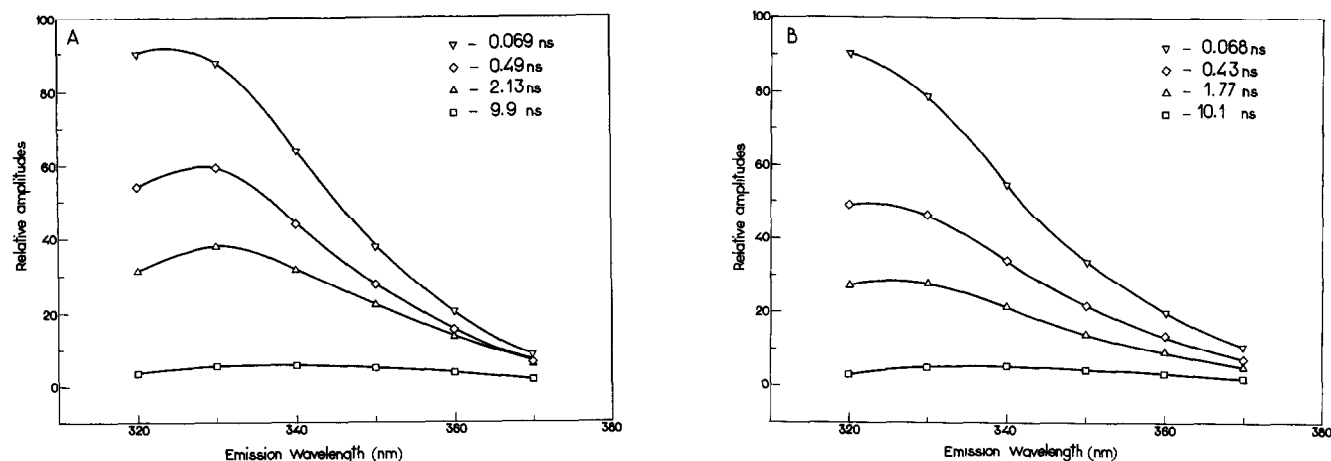 A
▽ - 0.069 ns
◇ - 0.49 ns
△ - 2.13 ns
□ - 9.9 ns
Relative amplitudes
100
80
60
40
20
0
320
340
360
380
Emission Wavelength (nm)
B
▽ - 0.068 ns
◇ - 0.43 ns
△ - 1.77 ns
□ - 10.1 ns
Relative amplitudes
100
80
60
40
20
0
320
340
360
380
Emission Wavelength (nm)